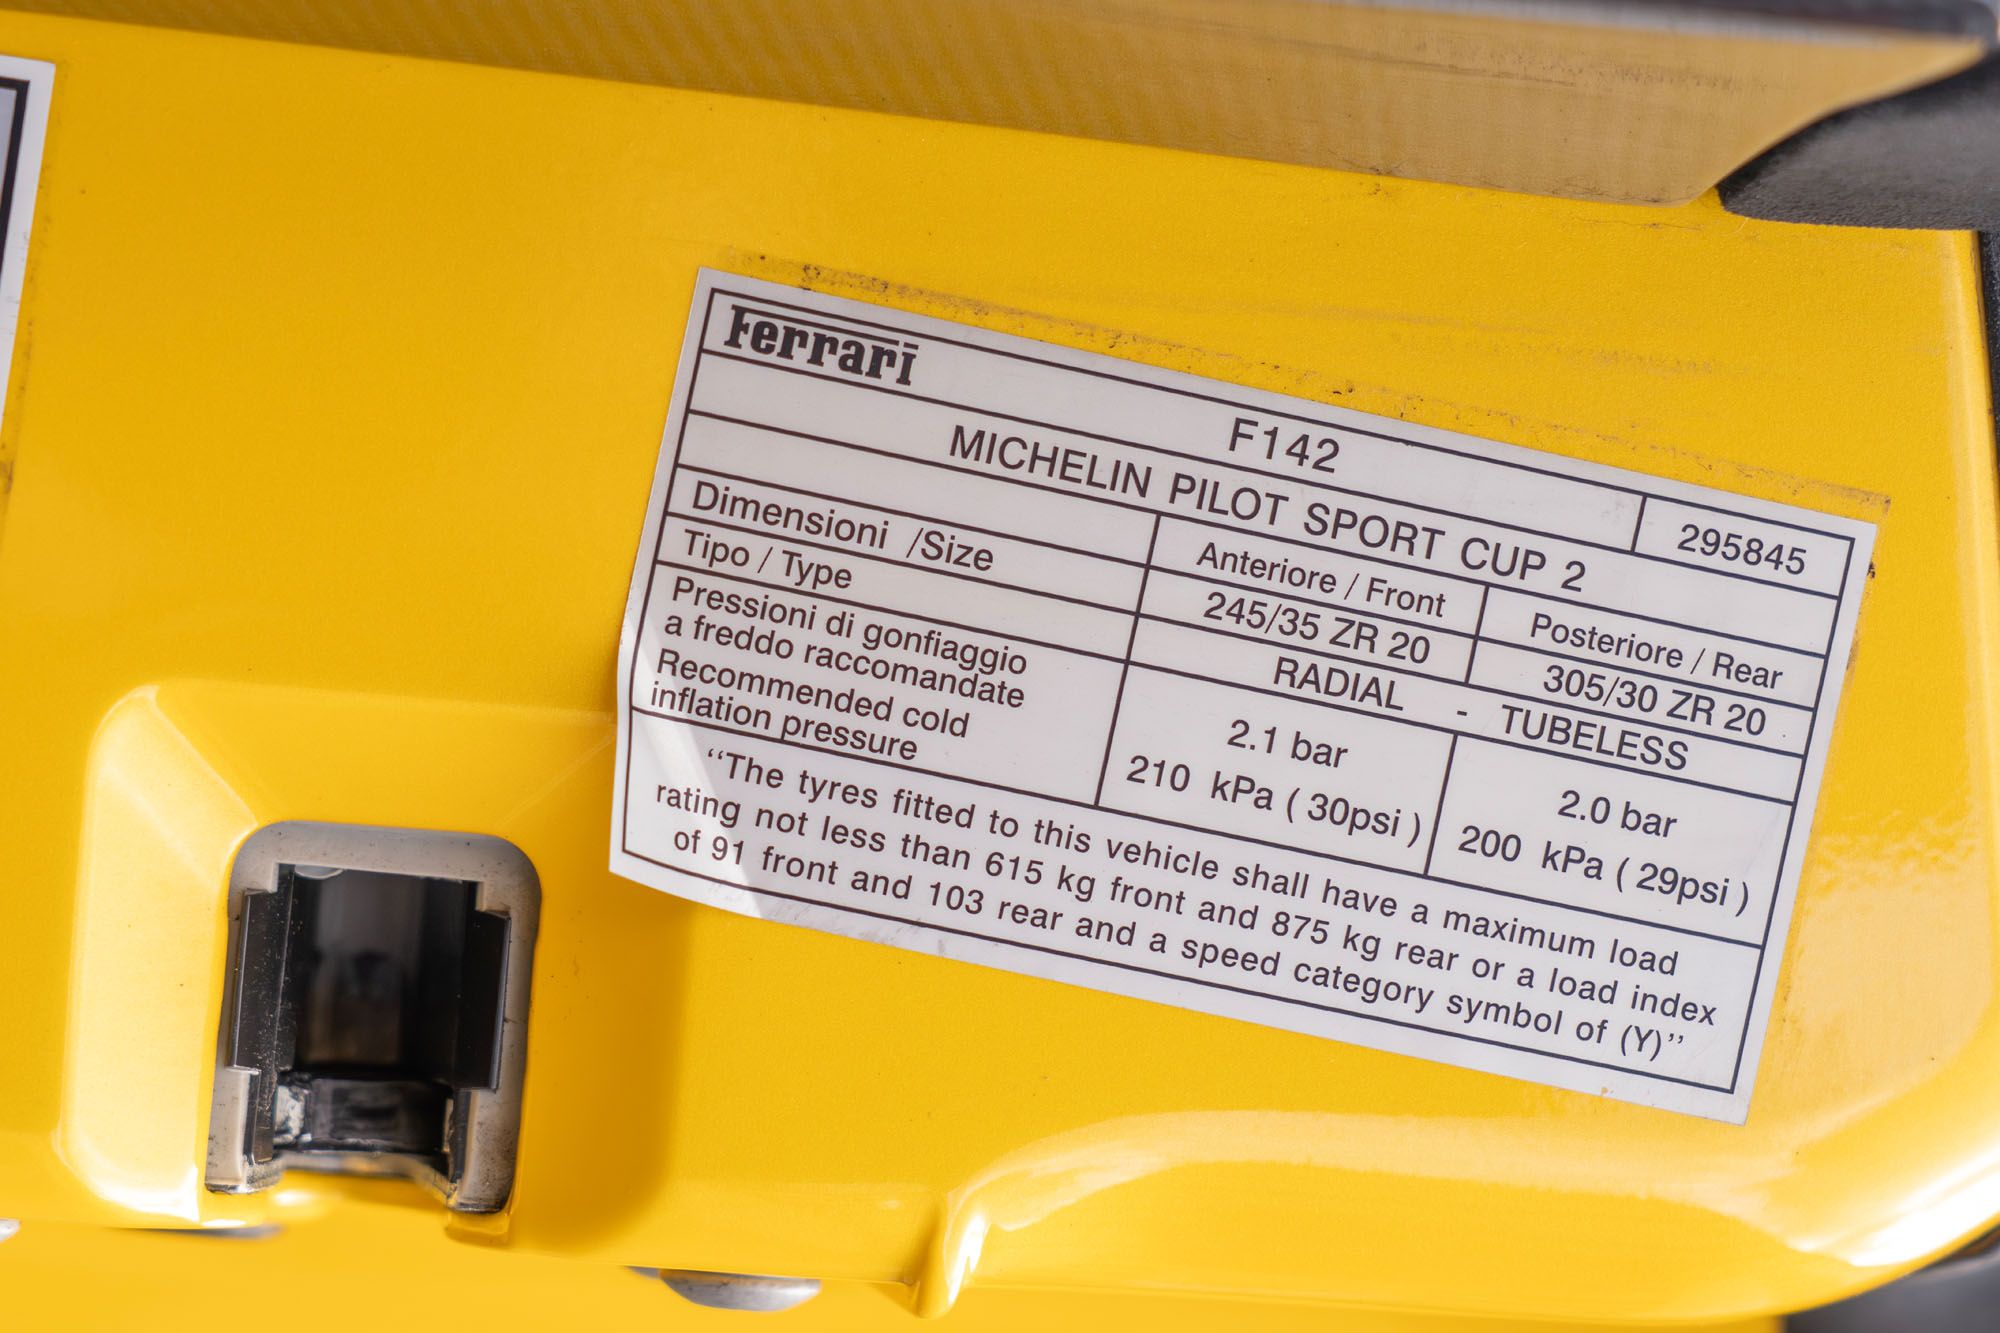 Ferrari
F142
295845
MICHELIN PILOT SPORT CUP 2
Dimensioni /Size
Anteriore / Front
Posteriore / Rear
245/35 ZR 20
305/30 ZR 20
Tipo / Type
RADIAL - TUBELESS
Pressioni di gonfiaggio
a freddo raccomandate
Recommended cold
inflation pressure
2.1 bar
210 kPa ( 30psi )
2.0 bar
200 kPa ( 29psi )
“The tyres fitted to this vehicle shall have a maximum load
rating not less than 615 kg front and 875 kg rear or a load index
of 91 front and 103 rear and a speed category symbol of (Y)”